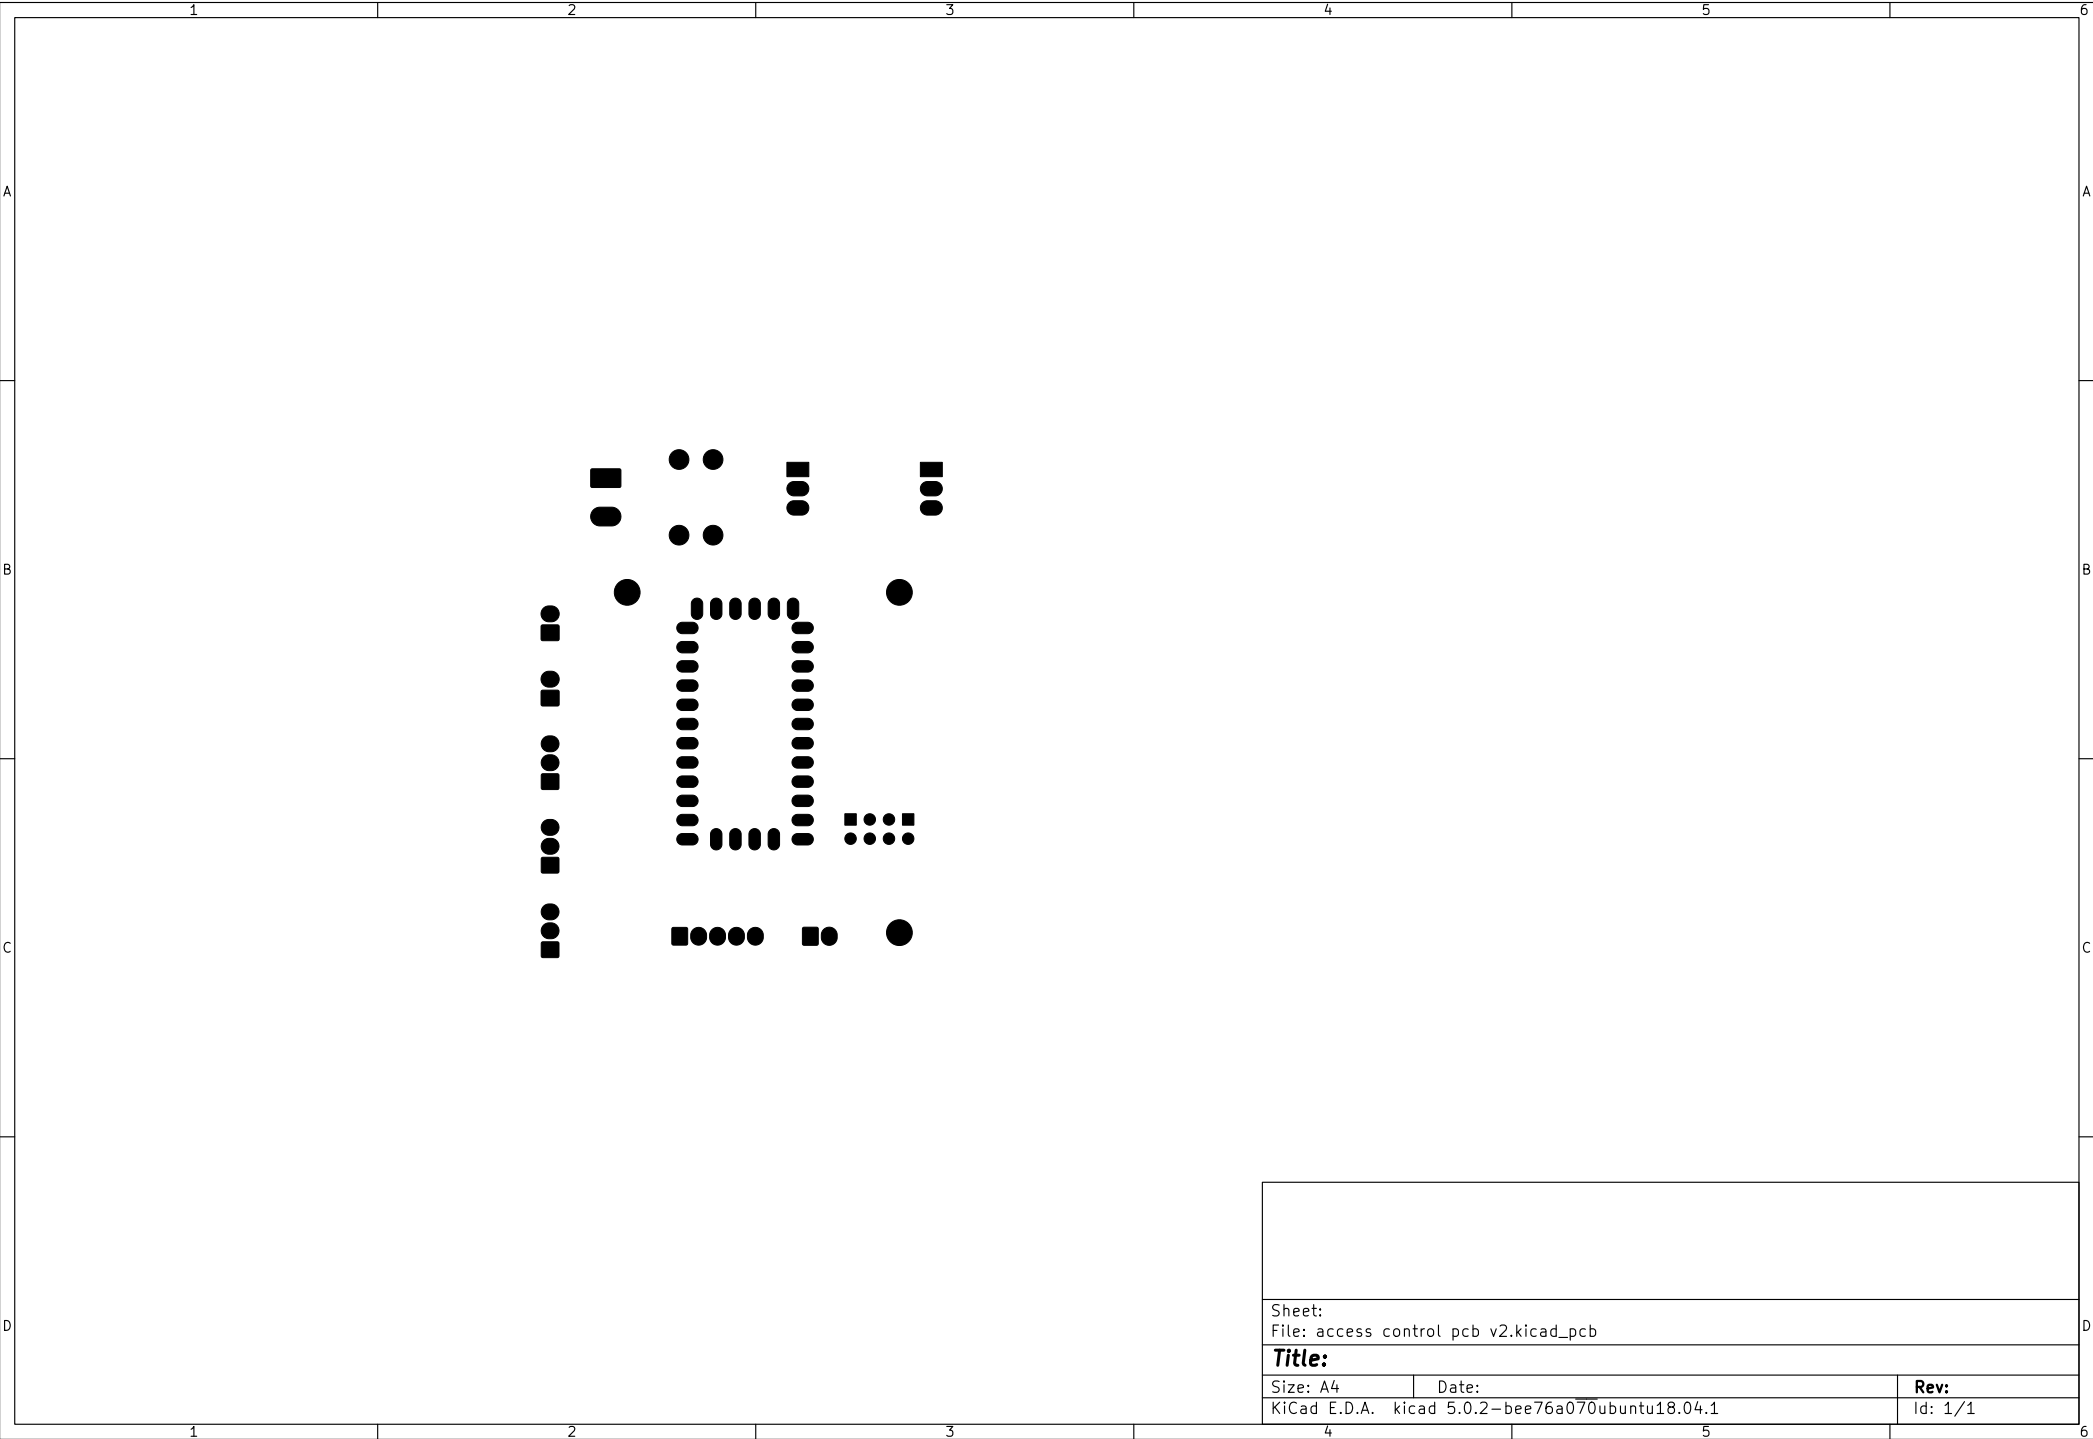 1 2 3 4 5 6
A A
B B
C C
Sheet:
File: access control pcb v2.kicad_pcb
D D
Title:
Size: A4 Date: Rev:
KiCad E.D.A. kicad 5.0.2-bee76a070ubuntu18.04.1 Id: 1/1
1 2 3 4 5 6